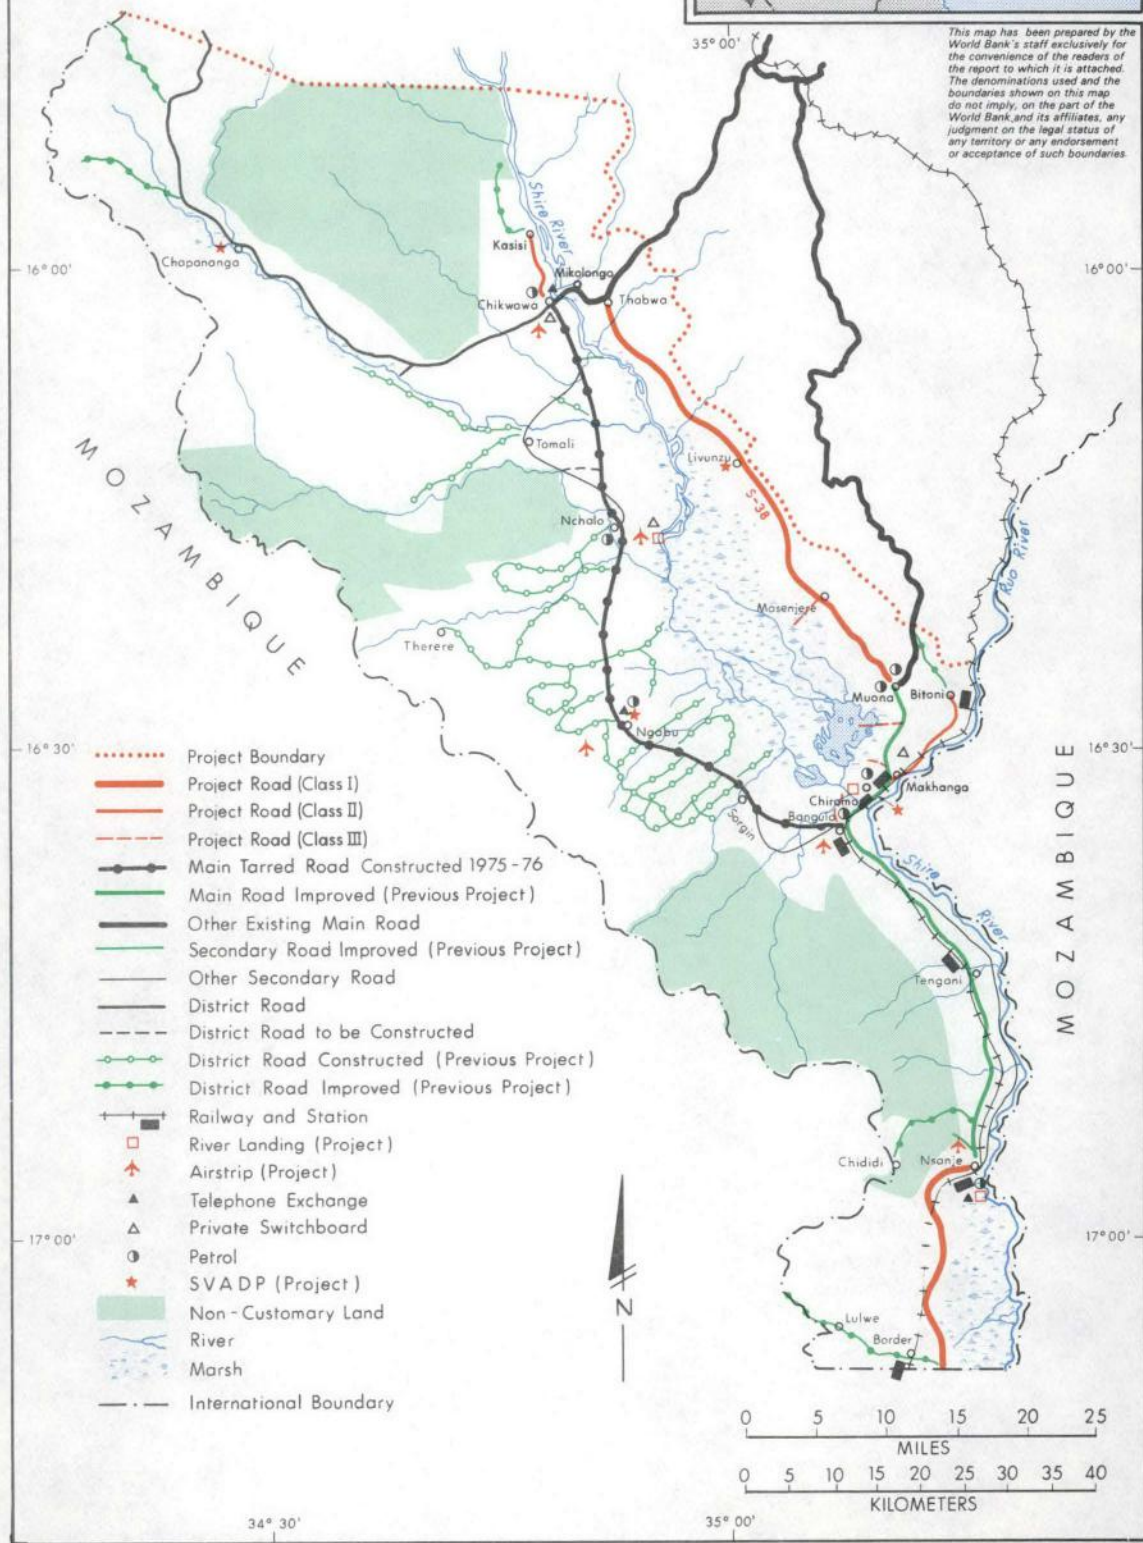 35° 00'
This map has been prepared by the
World Bank's staff exclusively for
the convenience of the readers of
the report to which it is attached.
The denominations used and the
boundaries shown on this map
do not imply, on the part of the
World Bank and its affiliates, any
judgment on the legal status of
any territory or any endorsement
or acceptance of such boundaries.
Shire River
Kasisi
16° 00'
Chapananga
Mikolongo
16° 00'
Chikwawa
Thabwa
MOZAMBIQUE
Tomali
Livunzu
S-38
Nchalo
Ruo River
Masenjere
Therere
Muona
Bitoni
Ngabu
16° 30'
16° 30'
Makhanga
Chiromo
Bangula
Sorgin
MOZAMBIQUE
Shire River
Tengani
Chididi
Nsanje
17° 00'
17° 00'
Lulwe
Border
Project Boundary
Project Road (Class I)
Project Road (Class II)
Project Road (Class III)
Main Tarred Road Constructed 1975-76
Main Road Improved (Previous Project)
Other Existing Main Road
Secondary Road Improved (Previous Project)
Other Secondary Road
District Road
District Road to be Constructed
District Road Constructed (Previous Project)
District Road Improved (Previous Project)
Railway and Station
River Landing (Project)
Airstrip (Project)
Telephone Exchange
Private Switchboard
Petrol
SVADP (Project)
Non-Customary Land
River
Marsh
International Boundary
N
0 5 10 15 20 25
MILES
0 5 10 15 20 25 30 35 40
KILOMETERS
34° 30'
35° 00'